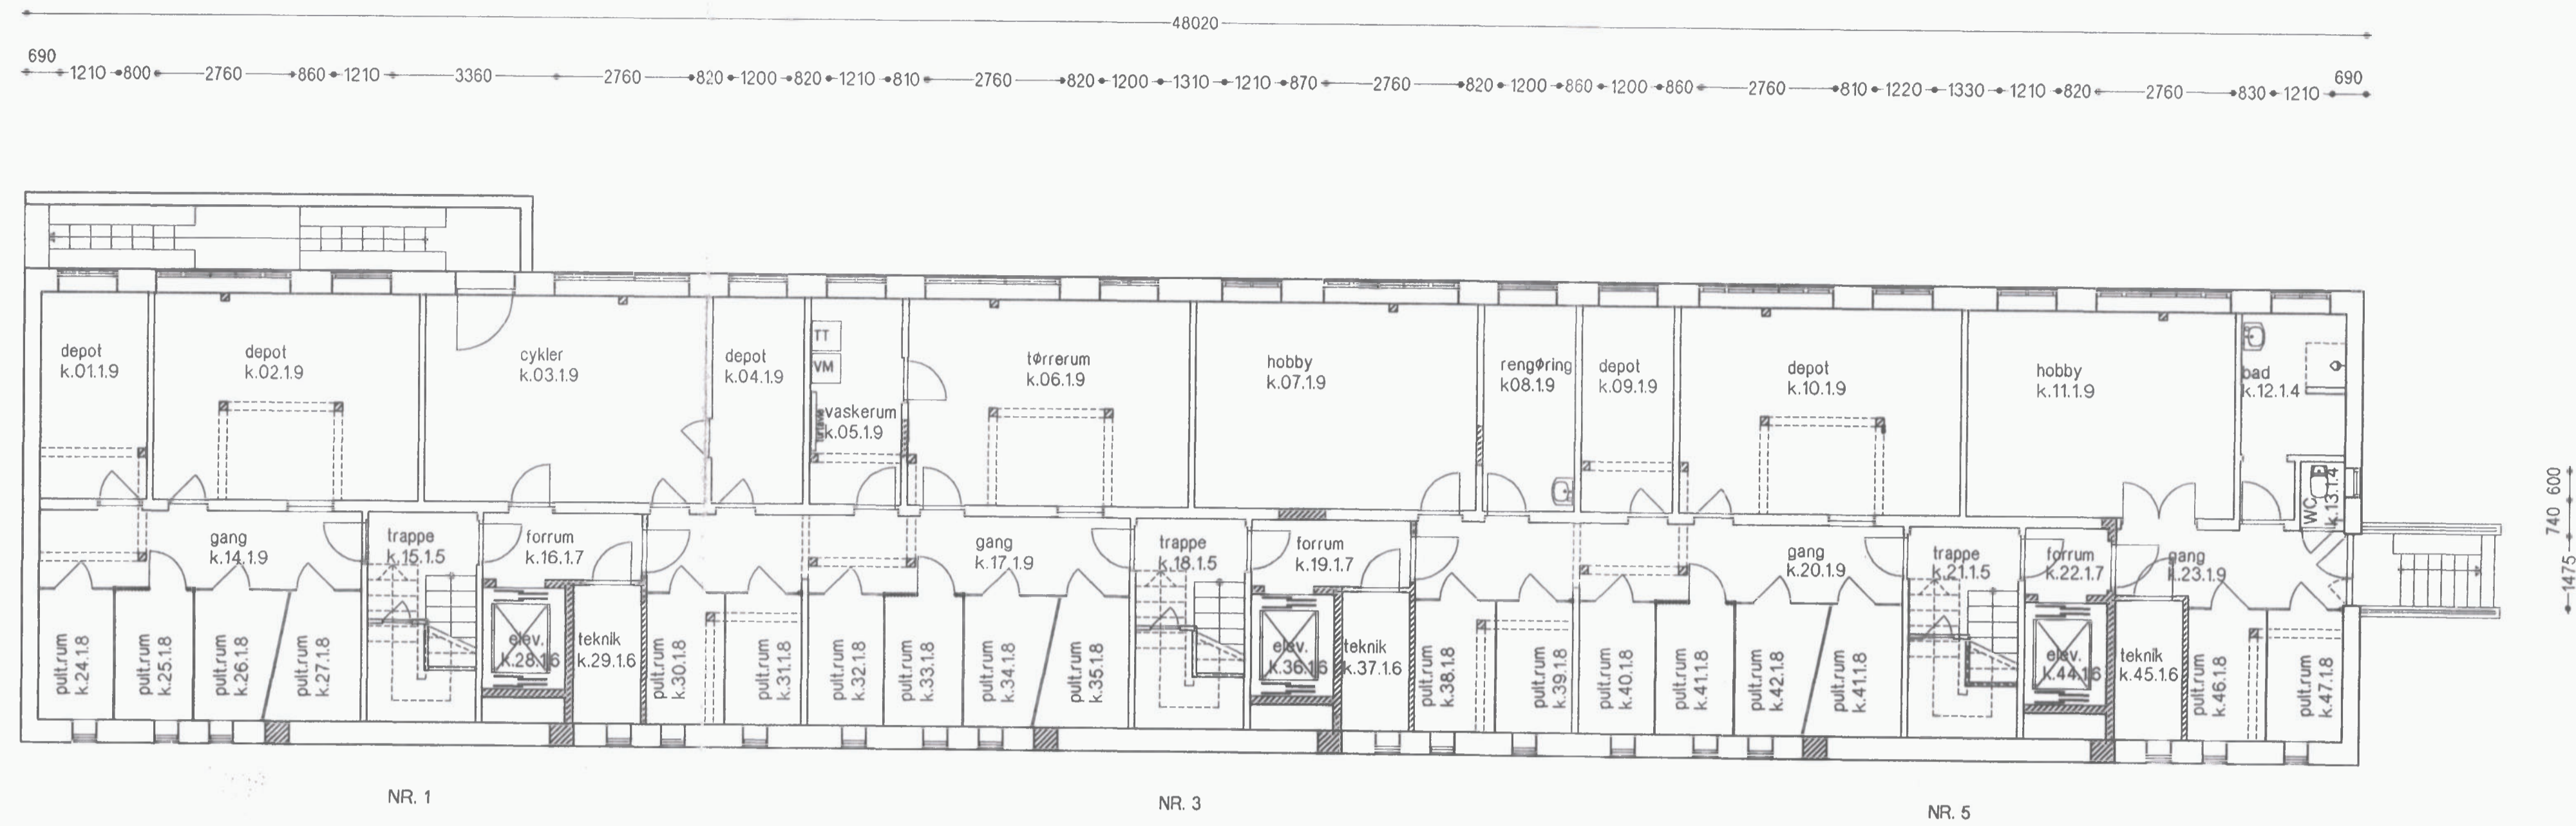 48020
690 1210 800 2760 860 1210 3360 2760 820 1200 820 1210 810 2760 820 1200 1310 1210 870 2760 820 1200 860 1200 860 2760 810 1220 1330 1210 820 2760 830 1210 690
depot
k.01.1.9
depot
k.02.1.9
cykler
k.03.1.9
depot
k.04.1.9
TT
VM
vaskerum
k.05.1.9
tørrerum
k.06.1.9
hobby
k.07.1.9
rengøring
k08.1.9
depot
k.09.1.9
depot
k.10.1.9
hobby
k.11.1.9
bad
k.12.1.4
WC
k.13.1.4
gang
k.14.1.9
trappe
k.15.1.5
forrum
k.16.1.7
gang
k.17.1.9
trappe
k.18.1.5
forrum
k.19.1.7
gang
k.20.1.9
trappe
k.21.1.5
forrum
k.22.1.7
gang
k.23.1.9
pult.rum
k.24.1.8
pult.rum
k.25.1.8
pult.rum
k.26.1.8
pult.rum
k.27.1.8
elev.
k.28.1.6
teknik
k.29.1.6
pult.rum
k.30.1.8
pult.rum
k.31.1.8
pult.rum
k.32.1.8
pult.rum
k.33.1.8
pult.rum
k.34.1.8
pult.rum
k.35.1.8
elev.
k.36.1.6
teknik
k.37.1.6
pult.rum
k.38.1.8
pult.rum
k.39.1.8
pult.rum
k.40.1.8
pult.rum
k.41.1.8
pult.rum
k.42.1.8
pult.rum
k.41.1.8
elev.
k.44.1.6
teknik
k.45.1.6
pult.rum
k.46.1.8
pult.rum
k.47.1.8
1475 740 600
NR. 1
NR. 3
NR. 5